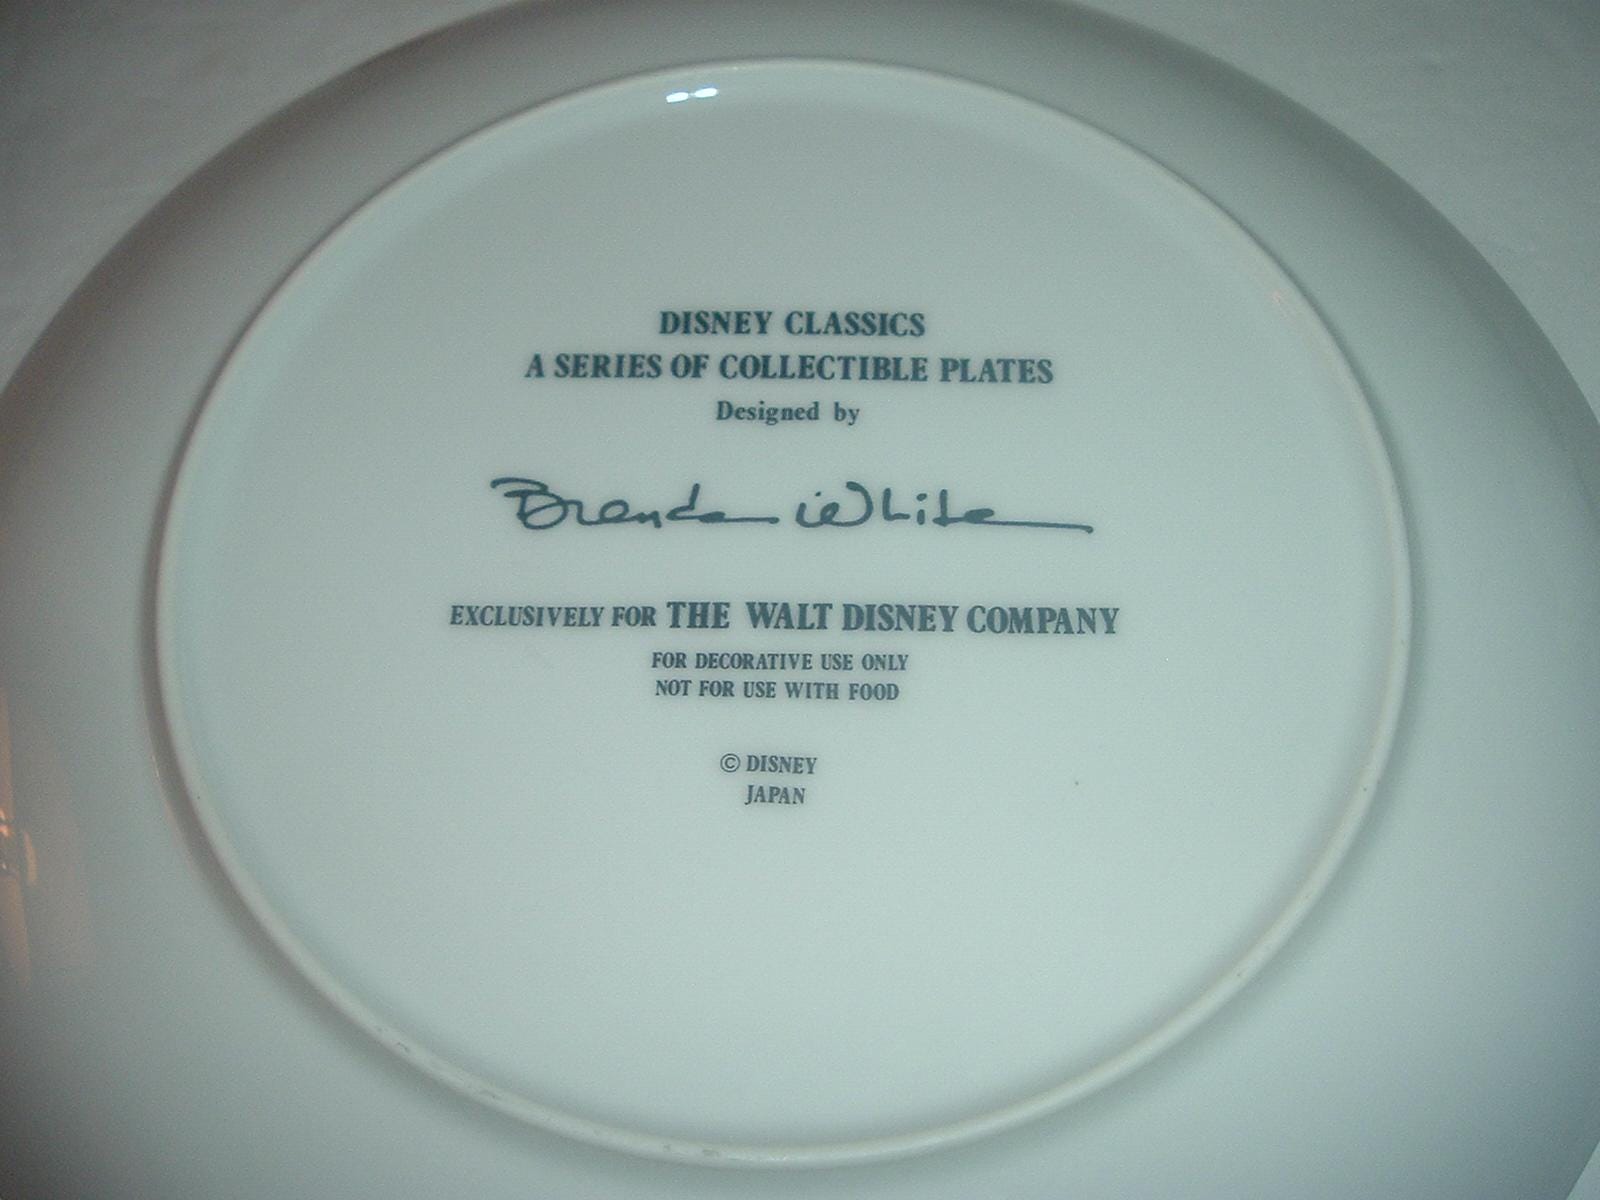 DISNEY CLASSICS
A SERIES OF COLLECTIBLE PLATES
Designed by
Brenda White
EXCLUSIVELY FOR THE WALT DISNEY COMPANY
FOR DECORATIVE USE ONLY
NOT FOR USE WITH FOOD
© DISNEY
JAPAN